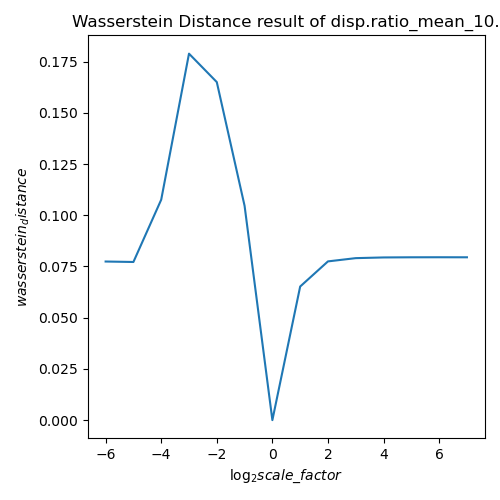 Wasserstein Distance result of disp.ratio_mean_10.
0.175
0.150
0.125
0.100
0.075
0.050
0.025
0.000
wasserstein_distance
−6 −4 −2 0 2 4 6
log₂scale_factor